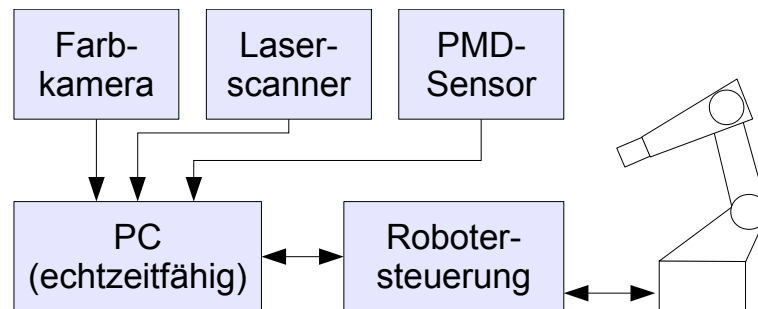 Farb-
kamera
Laser-
scanner
PMD-
Sensor
PC
(echtzeitfähig)
Roboter-
steuerung